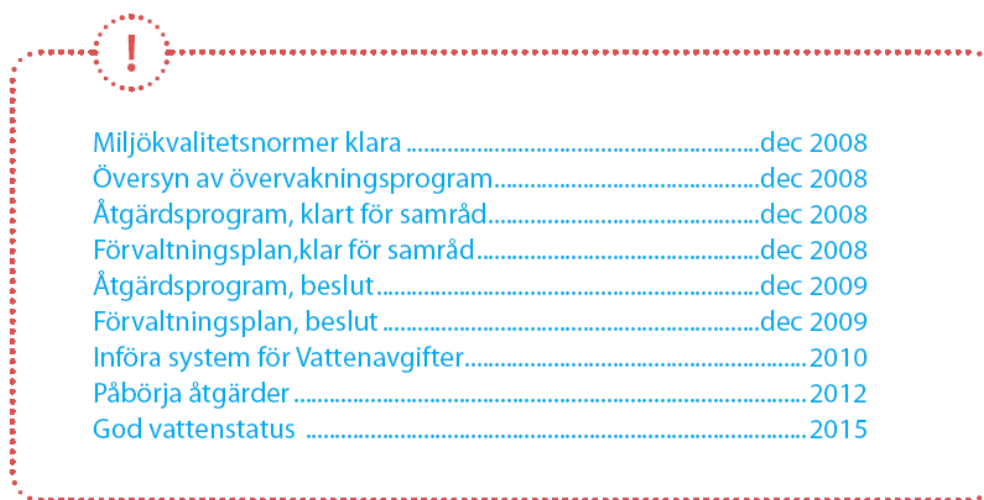 !
Miljökvalitetsnormer klara ............................................................dec 2008
Översyn av övervakningsprogram.............................................dec 2008
Åtgärdsprogram, klart för samråd..............................................dec 2008
Förvaltningsplan,klar för samråd................................................dec 2008
Åtgärdsprogram, beslut.................................................................dec 2009
Förvaltningsplan, beslut ................................................................dec 2009
Införa system för Vattenavgifter..........................................................2010
Påbörja åtgärder .......................................................................................2012
God vattenstatus .....................................................................................2015